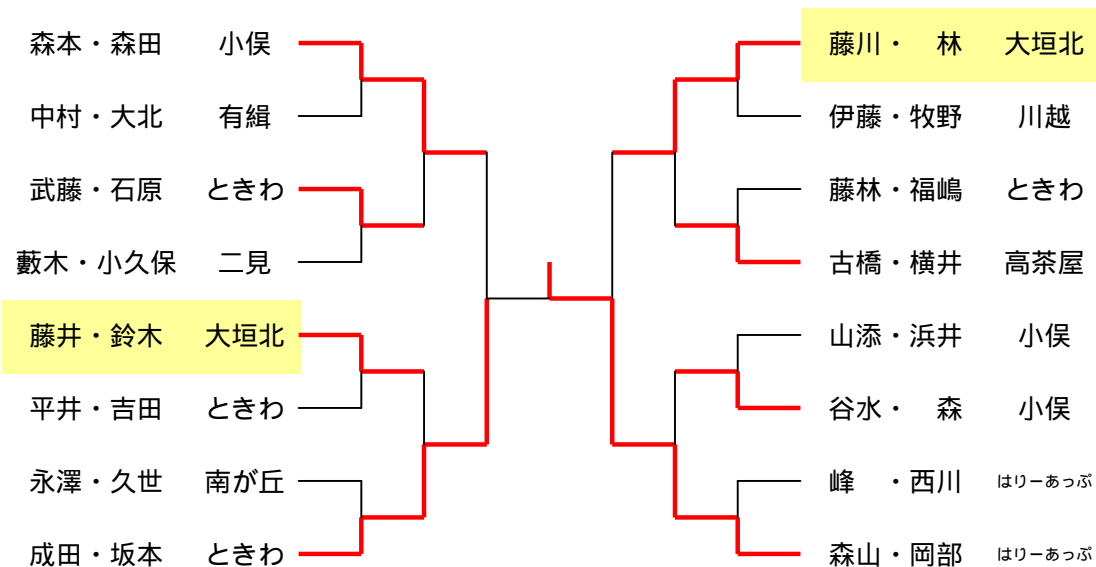 森本・森田 小俣
中村・大北 有緝
武藤・石原 ときわ
藪木・小久保 二見
藤井・鈴木 大垣北
平井・吉田 ときわ
永澤・久世 南が丘
成田・坂本 ときわ
藤川・ 林 大垣北
伊藤・牧野 川越
藤林・福嶋 ときわ
古橋・横井 高茶屋
山添・浜井 小俣
谷水・ 森 小俣
峰 ・西川 はりーあっぷ
森山・岡部 はりーあっぷ